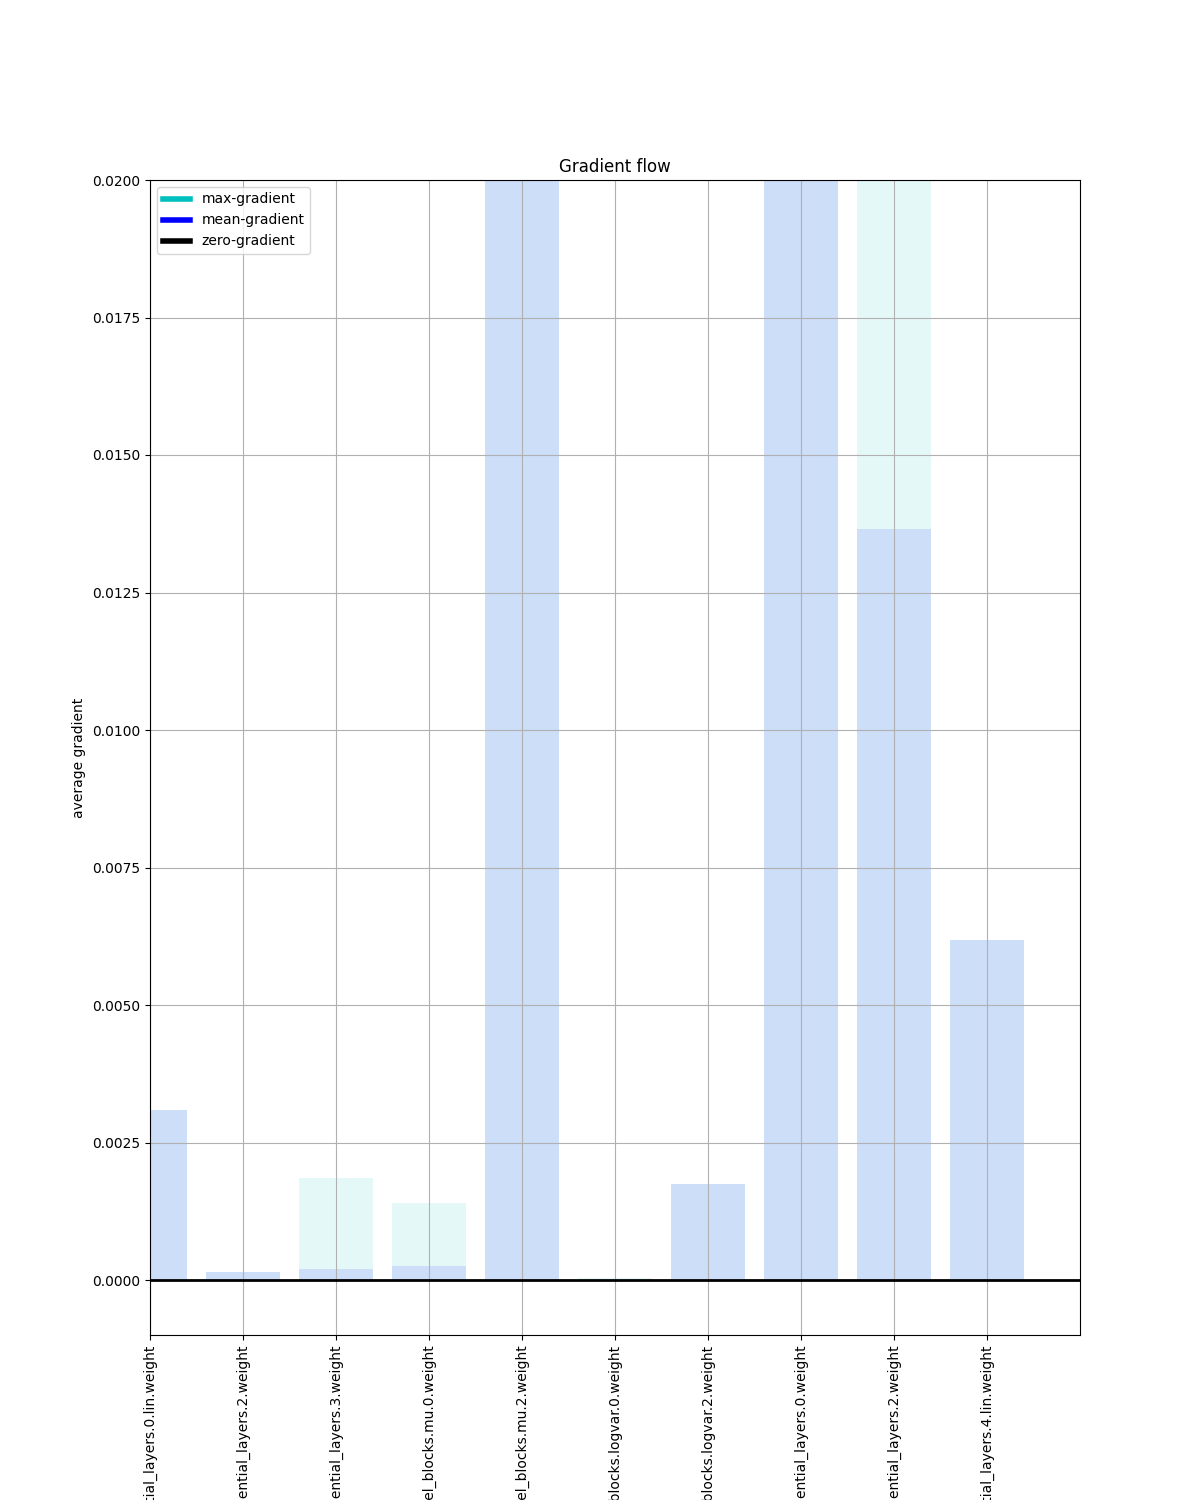 Gradient flow
max-gradient
mean-gradient
zero-gradient
0.0200
0.0175
0.0150
0.0125
0.0100
0.0075
0.0050
0.0025
0.0000
average gradient
tial_layers.0.lin.weight
ential_layers.2.weight
ential_layers.3.weight
el_blocks.mu.0.weight
el_blocks.mu.2.weight
blocks.logvar.0.weight
blocks.logvar.2.weight
ential_layers.0.weight
ential_layers.2.weight
tial_layers.4.lin.weight